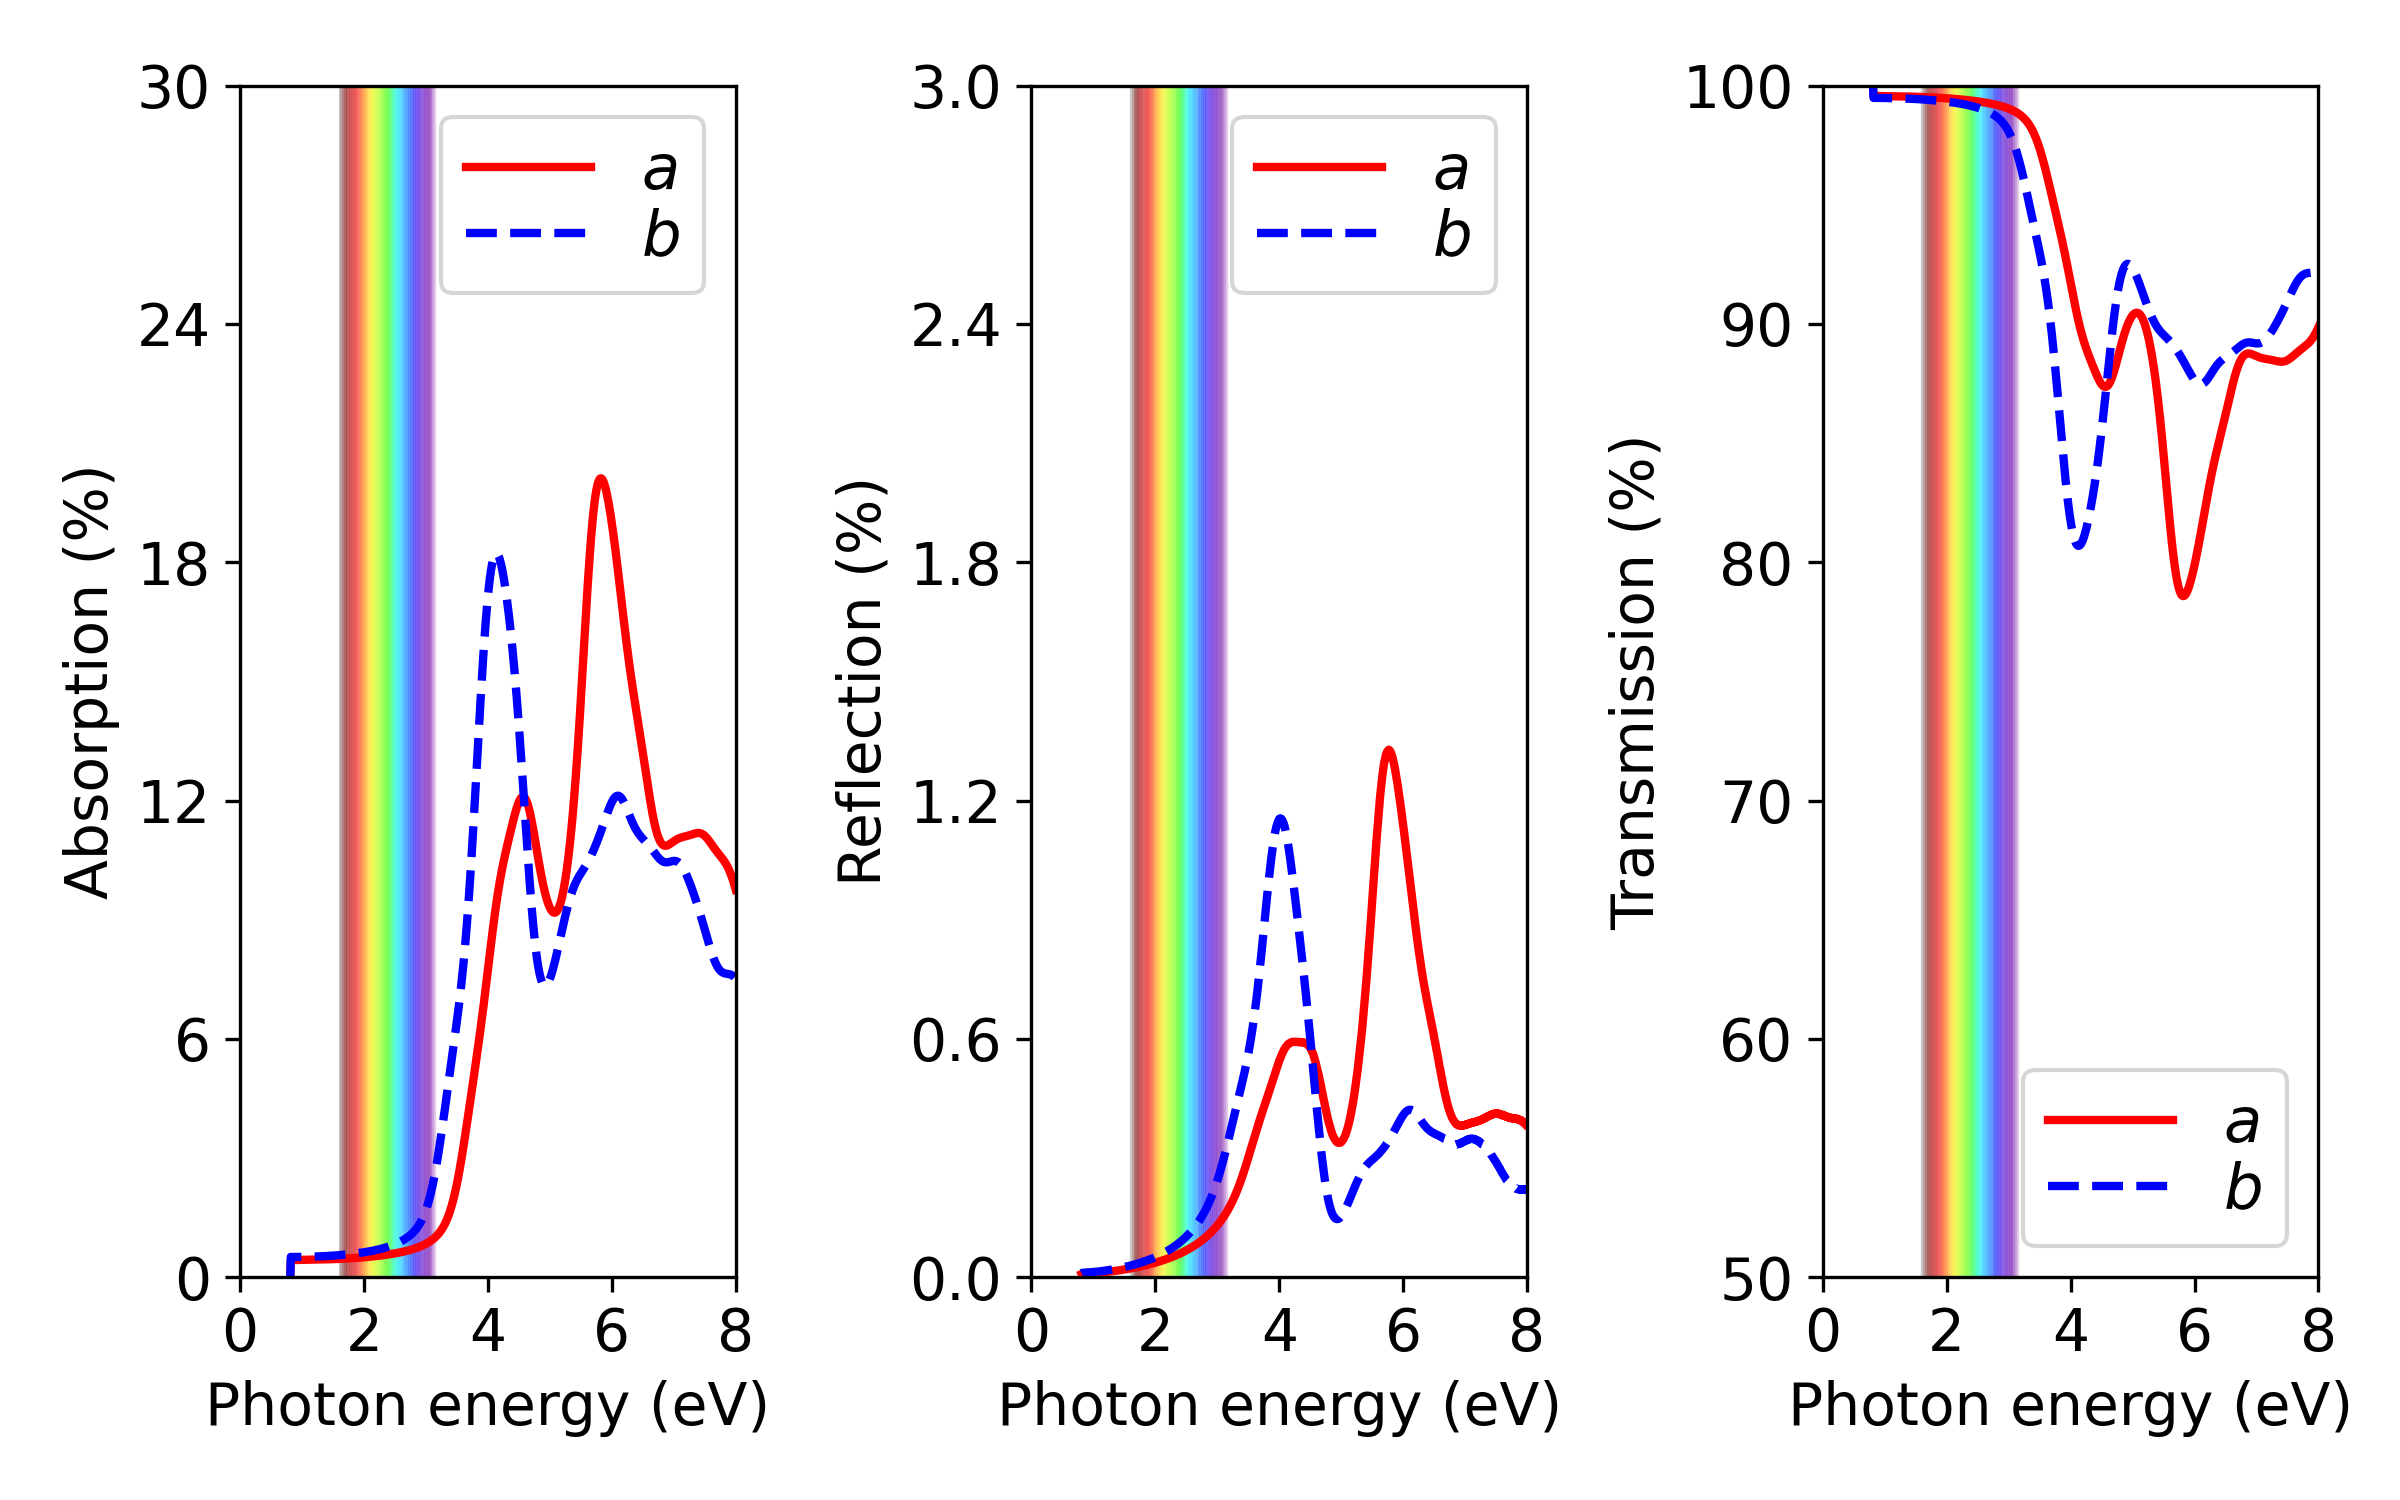 Absorption (%)
30
24
18
12
6
0
0 2 4 6 8
Photon energy (eV)
a
b
Reflection (%)
3.0
2.4
1.8
1.2
0.6
0.0
0 2 4 6 8
Photon energy (eV)
a
b
Transmission (%)
100
90
80
70
60
50
0 2 4 6 8
Photon energy (eV)
a
b